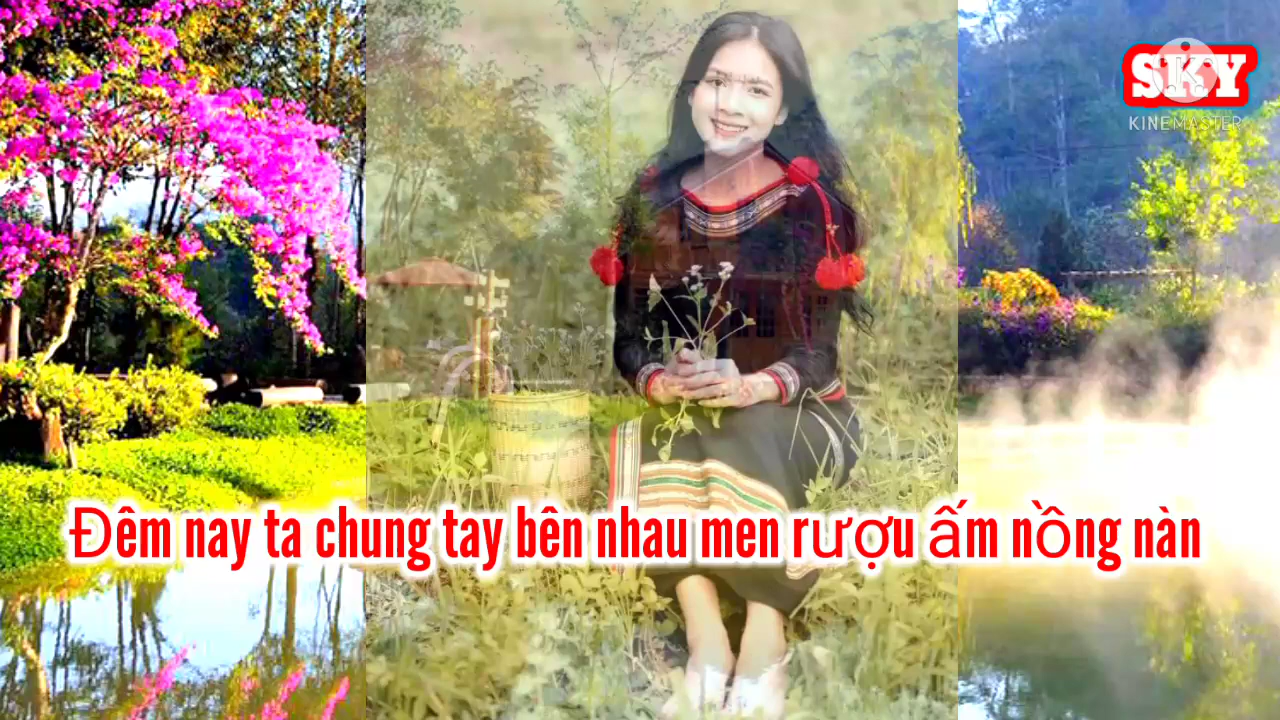 SKY
KINEMASTER
Đêm nay ta chung tay bên nhau men rượu ấm nồng nàn